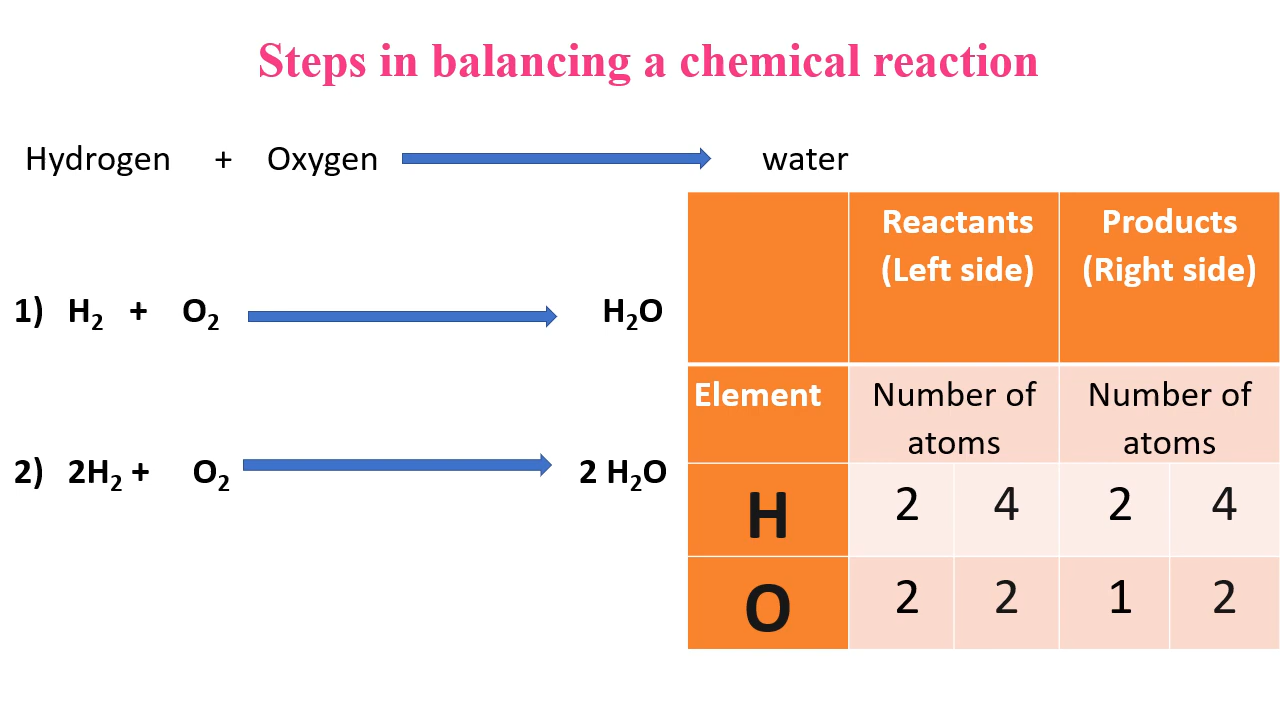 Steps in balancing a chemical reaction
Hydrogen + Oxygen water
1) H₂ + O₂ H₂O
2) 2H₂ + O₂ 2 H₂O
Reactants Products
(Left side) (Right side)
Element Number of Number of
atoms atoms
H 2 4 2 4
O 2 2 1 2